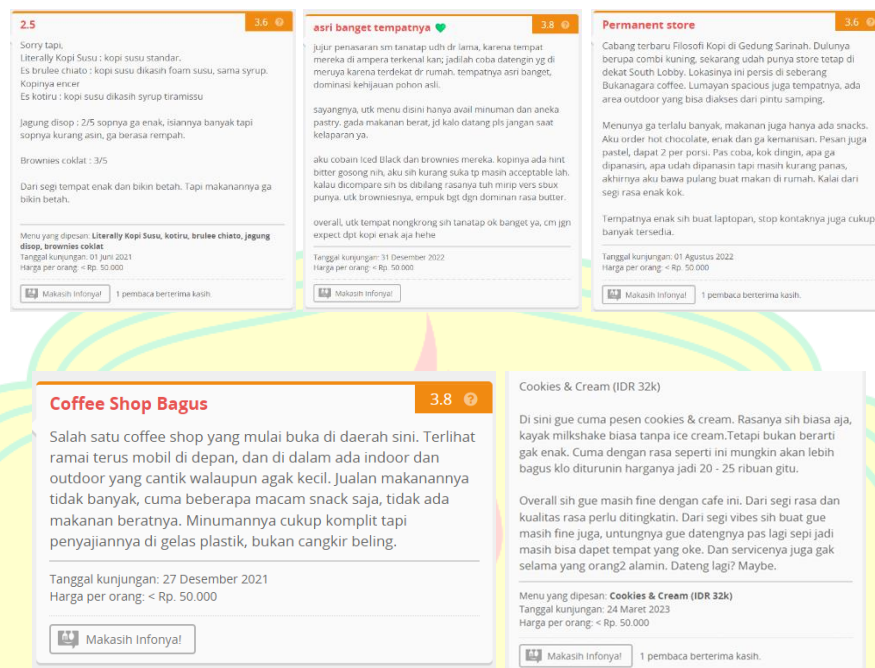 2.5
3.6
Sorry tapi,
Literally Kopi Susu : kopi susu standar.
Es brulee chiato : kopi susu dikasih foam susu, sama syrup.
Kopinya encer
Es kotiru : kopi susu dikasih syrup tiramissu
Jagung disop : 2/5 sopnya ga enak, isiannya banyak tapi
sopnya kurang asin, ga berasa rempah.
Brownies coklat : 3/5
Dari segi tempat enak dan bikin betah. Tapi makanannya ga
bikin betah.
Menu yang dipesan: Literally Kopi Susu, kotiru, brulee chiato, jagung
disop, brownies coklat
Tanggal kunjungan: 01 Juni 2021
Harga per orang: < Rp. 50.000
Makasih Infonya!
1 pembaca berterima kasih.
asri banget tempatnya 💚
3.8
jujur penasaran sm tanatap udh dr lama, karena tempat
mereka di ampera terkenal kan; jadilah coba datengin yg di
meruya karena terdekat dr rumah. tempatnya asri banget,
dominasi kehijauan pohon asli.
sayangnya, utk menu disini hanya avail minuman dan aneka
pastry. gada makanan berat, jd kalo datang pls jangan saat
kelaparan ya.
aku cobain Iced Black dan brownies mereka. kopinya ada hint
bitter gosong nih, aku sih kurang suka tp masih acceptable lah.
kalau dicompare sih bs dibilang rasanya tuh mirip vers sbux
punya. utk browniesnya, empuk bgt dgn dominan rasa butter.
overall, utk tempat nongkrong sih tanatap ok banget ya, cm jgn
expect dpt kopi enak aja hehe
Tanggal kunjungan: 31 Desember 2022
Harga per orang: < Rp. 50.000
Makasih Infonya!
Permanent store
3.6
Cabang terbaru Filosofi Kopi di Gedung Sarinah. Dulunya
berupa combi kuning, sekarang udah punya store tetap di
dekat South Lobby. Lokasinya ini persis di seberang
Bukanagara coffee. Lumayan spacious juga tempatnya, ada
area outdoor yang bisa diakses dari pintu samping.
Menunya ga terlalu banyak, makanan juga hanya ada snacks.
Aku order hot chocolate, enak dan ga kemanisan. Pesan juga
pastel, dapat 2 per porsi. Pas coba, kok dingin, apa ga
dipanasin, apa udah dipanasin tapi masih kurang panas,
akhirnya aku bawa pulang buat makan di rumah. Kalai dari
segi rasa enak kok.
Tempatnya enak sih buat laptopan, stop kontaknya juga cukup
banyak tersedia.
Tanggal kunjungan: 01 Agustus 2022
Harga per orang: < Rp. 50.000
Makasih Infonya!
1 pembaca berterima kasih.
Coffee Shop Bagus
3.8
Salah satu coffee shop yang mulai buka di daerah sini. Terlihat
ramai terus mobil di depan, dan di dalam ada indoor dan
outdoor yang cantik walaupun agak kecil. Jualan makanannya
tidak banyak, cuma beberapa macam snack saja, tidak ada
makanan beratnya. Minumannya cukup komplit tapi
penyajiannya di gelas plastik, bukan cangkir beling.
Tanggal kunjungan: 27 Desember 2021
Harga per orang: < Rp. 50.000
Makasih Infonya!
Cookies & Cream (IDR 32k)
Di sini gue cuma pesen cookies & cream. Rasanya sih biasa aja,
kayak milkshake biasa tanpa ice cream.Tetapi bukan berarti
gak enak. Cuma dengan rasa seperti ini mungkin akan lebih
bagus klo diturunin harganya jadi 20 - 25 ribuan gitu.
Overall sih gue masih fine dengan cafe ini. Dari segi rasa dan
kualitas rasa perlu ditingkatin. Dari segi vibes sih buat gue
masih fine juga, untungnya gue datengnya pas lagi sepi jadi
masih bisa dapet tempat yang oke. Dan servicenya juga gak
selama yang orang2 alamin. Dateng lagi? Maybe.
Menu yang dipesan: Cookies & Cream (IDR 32k)
Tanggal kunjungan: 24 Maret 2023
Harga per orang: < Rp. 50.000
Makasih Infonya!
1 pembaca berterima kasih.